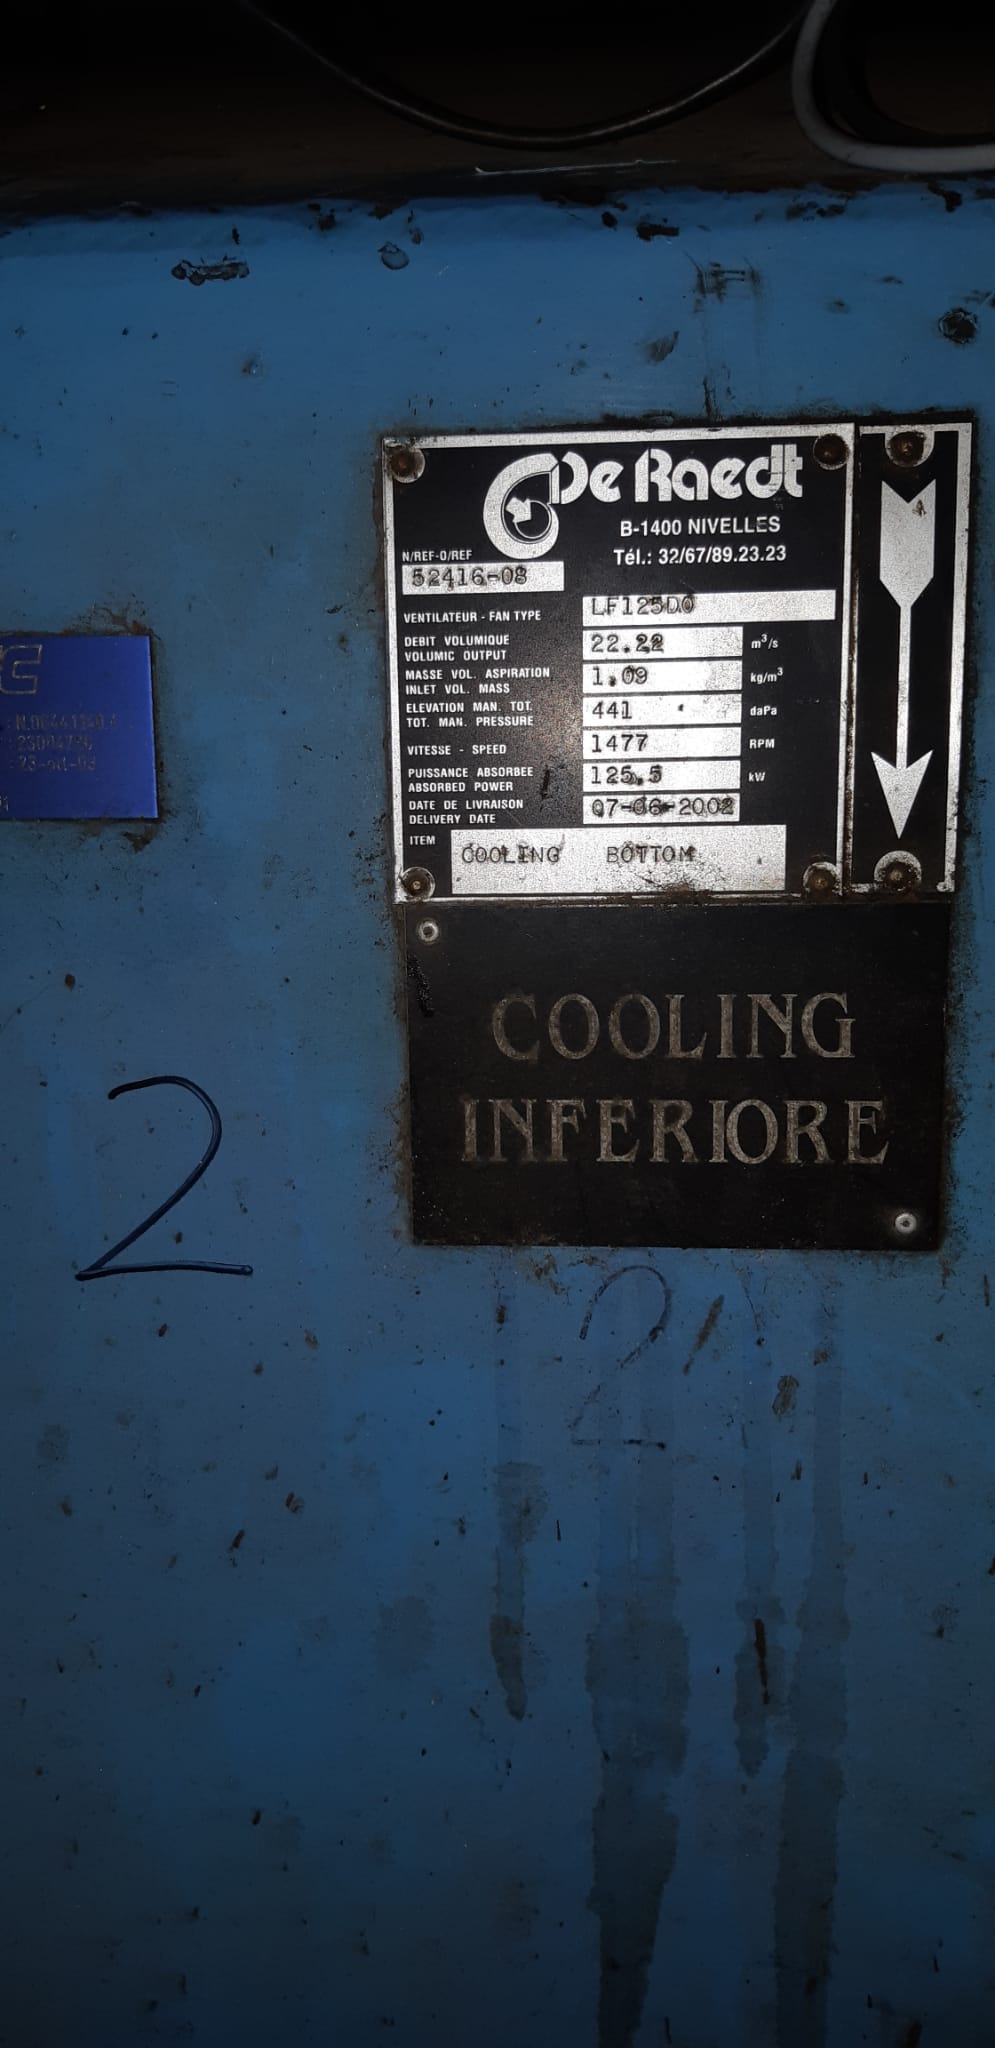 De Raedt
B-1400 NIVELLES
Tél.: 32/67/89.23.23
N/REF-O/REF
52416-08
VENTILATEUR - FAN TYPE LF125DO
DEBIT VOLUMIQUE
VOLUMIC OUTPUT 22.22 m³/s
MASSE VOL. ASPIRATION
INLET VOL. MASS 1.09 kg/m³
ELEVATION MAN. TOT.
TOT. MAN. PRESSURE 441 daPa
VITESSE - SPEED 1477 RPM
PUISSANCE ABSORBEE
ABSORBED POWER 125.5 kW
DATE DE LIVRAISON
DELIVERY DATE 07-06-2002
ITEM COOLING BOTTOM
COOLING
INFERIORE
2
2